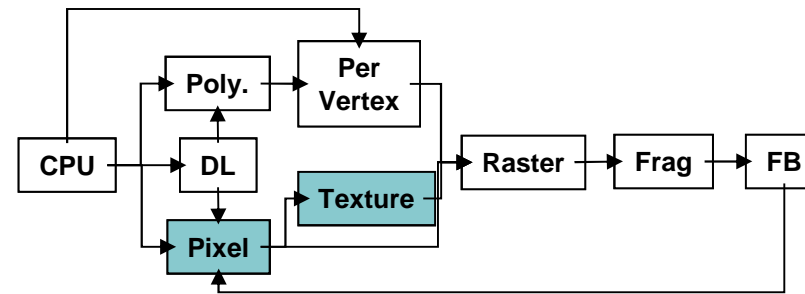 Poly.
Per
Vertex
CPU
DL
Raster
Frag
FB
Texture
Pixel